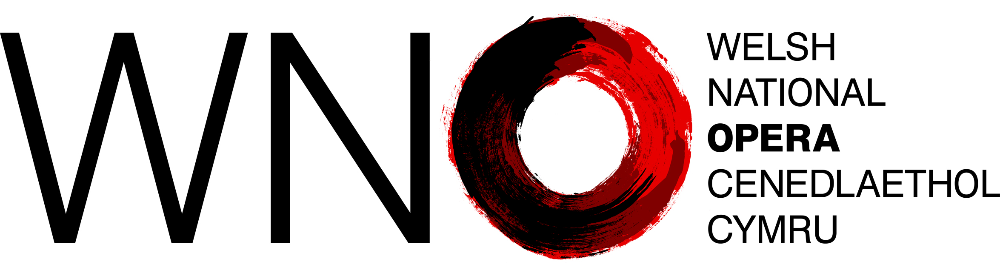 WNO
WELSH
NATIONAL
OPERA
CENEDLAETHOL
CYMRU